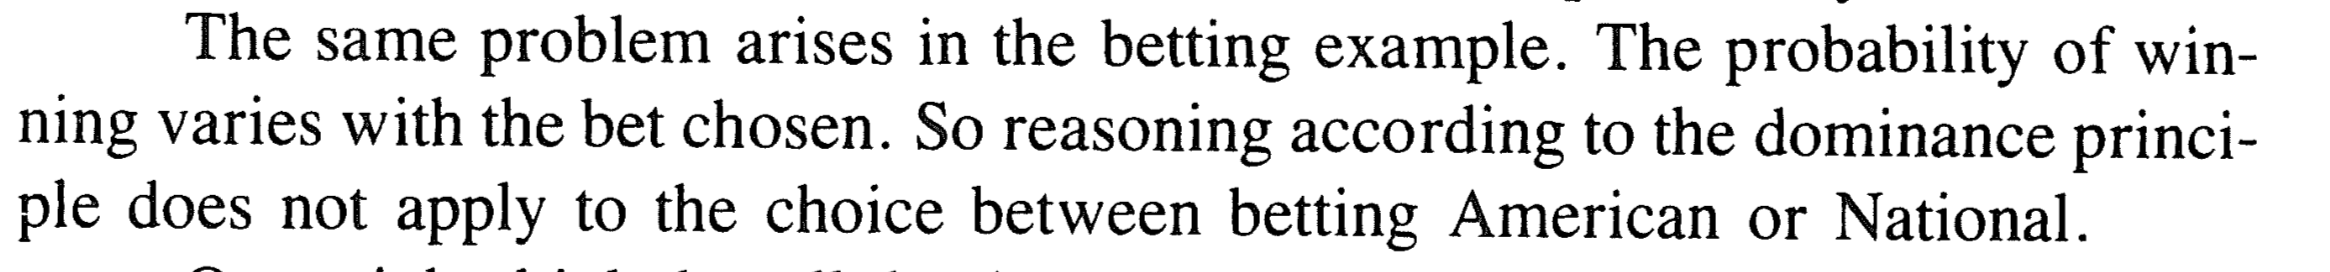 The same problem arises in the betting example. The probability of win-
ning varies with the bet chosen. So reasoning according to the dominance princi-
ple does not apply to the choice between betting American or National.